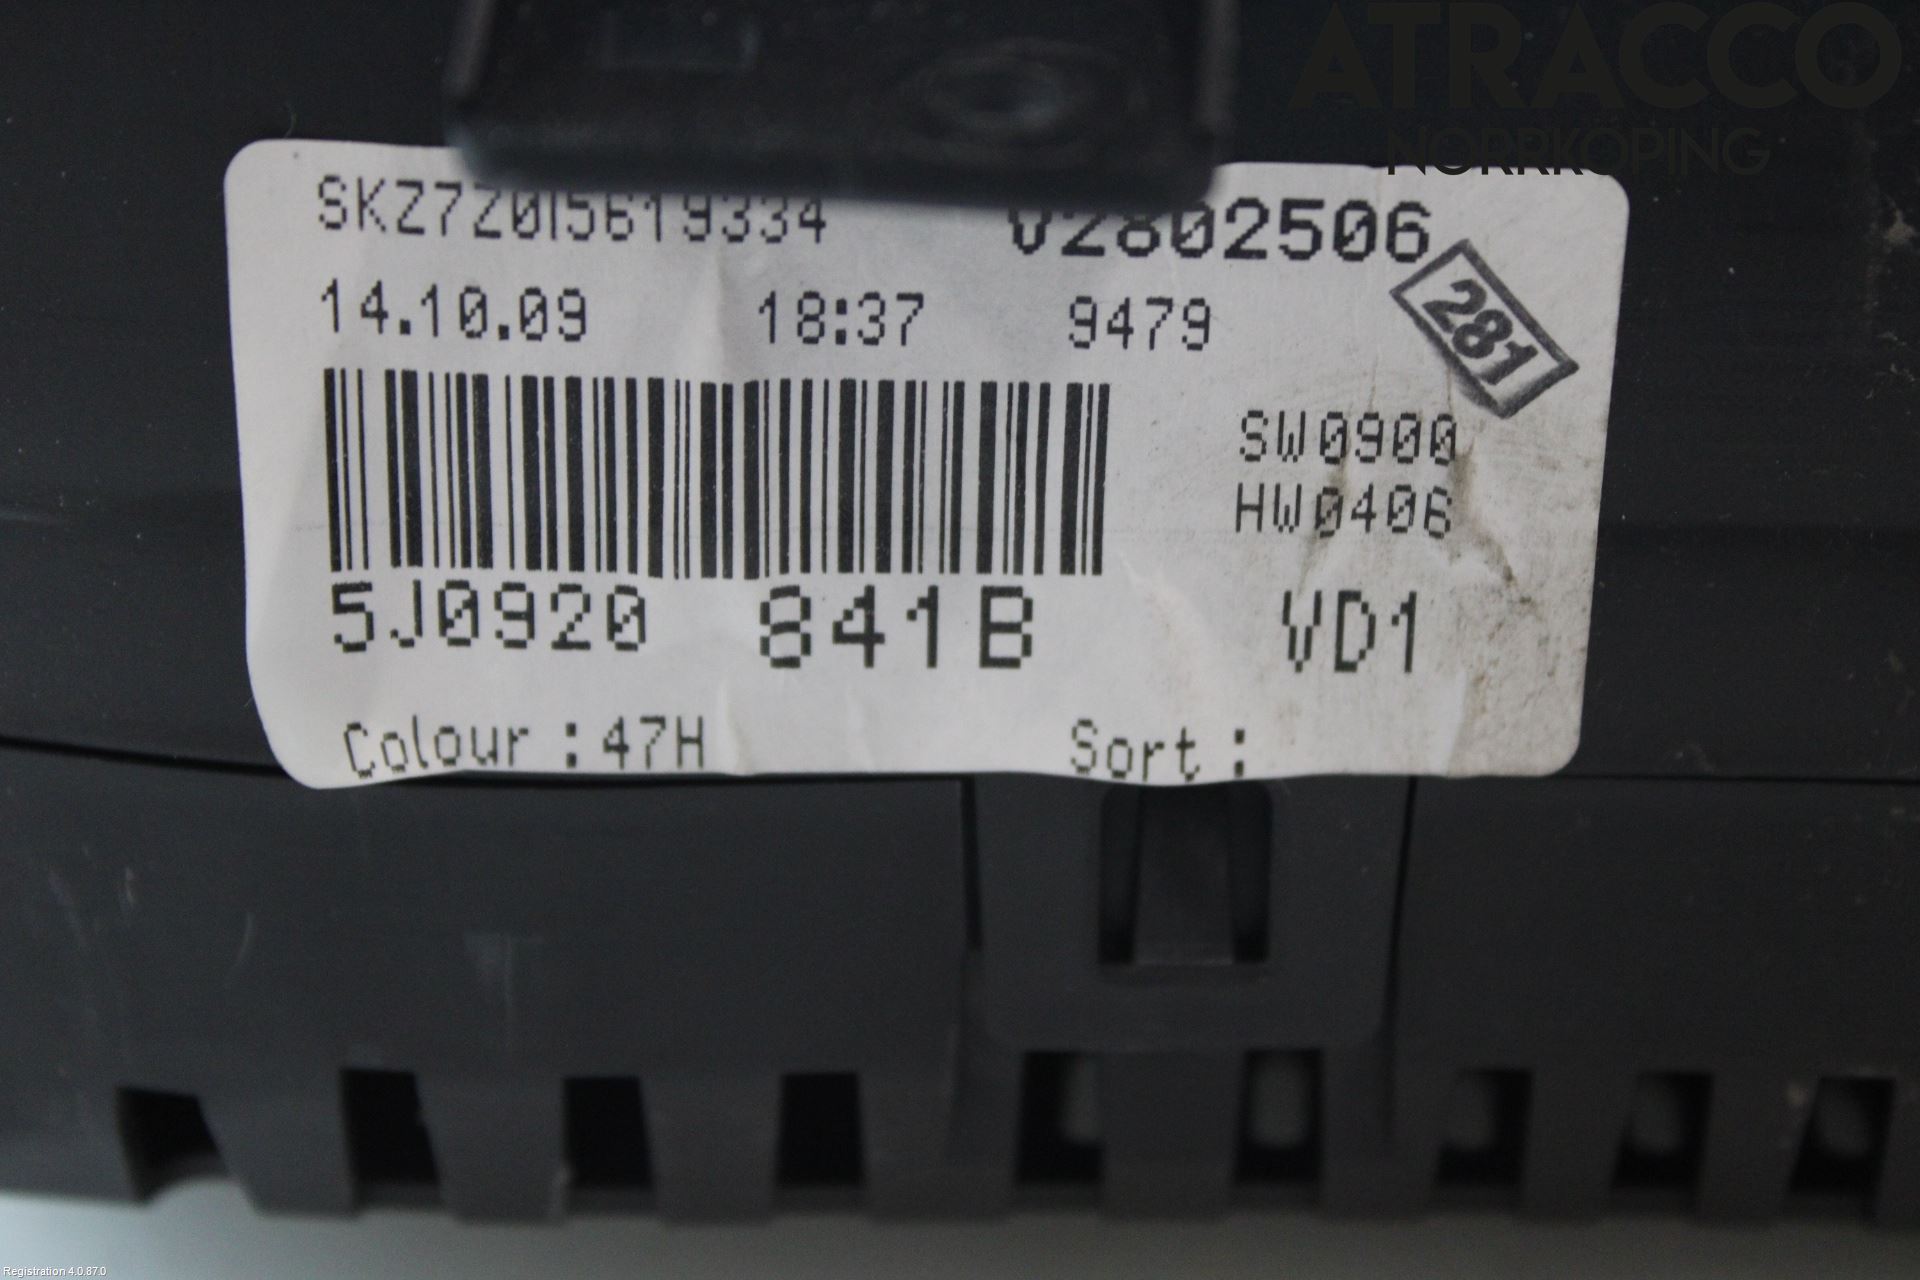 ATRACCO
NORRKÖPING
SKZ7Z0I5619334 V2802506
14.10.09 18:37 9479
281
SW0900
HW0406
5J0920 841B VD1
Colour : 47H Sort :
Registration 4.0.87.0